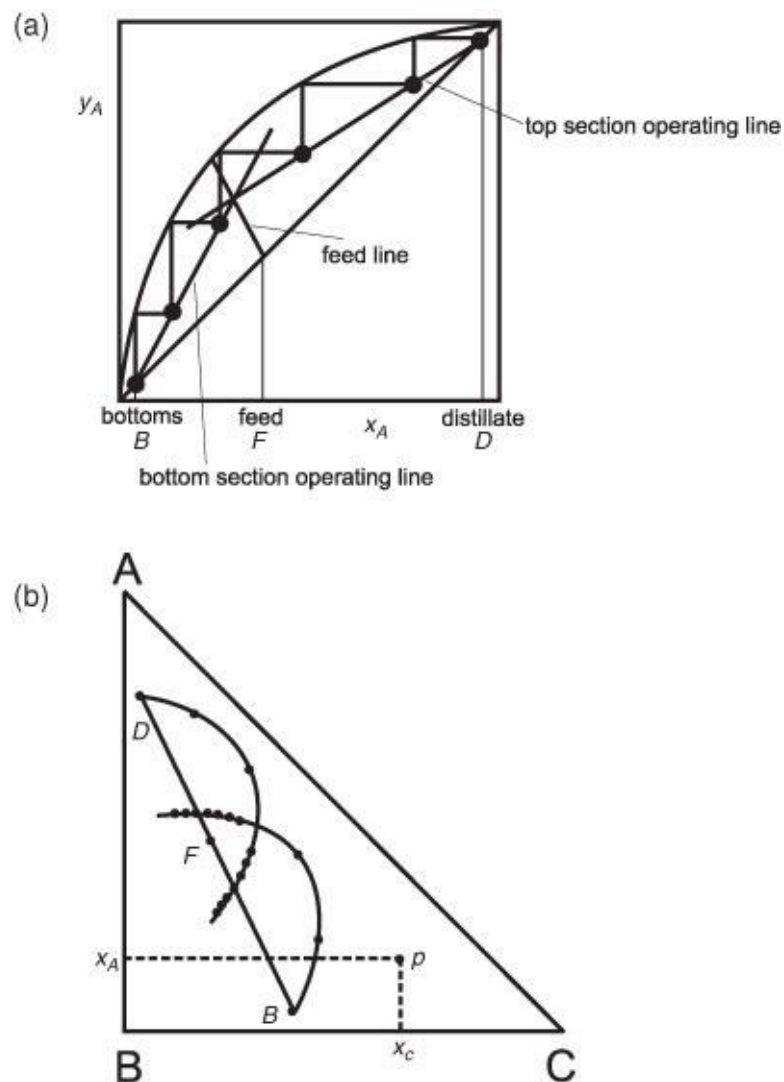 (a)
y_A
top section operating line
feed line
bottoms feed x_A distillate
B F D
bottom section operating line
(b)
A
D
F
x_A
p
B
x_c
B C